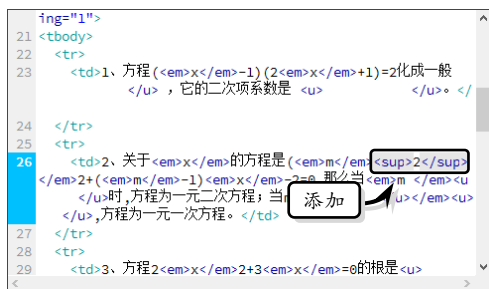 ing="1">
21 <tbody>
22 <tr>
23 <td>1、方程(<em>x</em>-1)(2<em>x</em>+1)=2化成一般
</u> ，它的二次项系数是 <u> </u>。</
24 </tr>
25 <tr>
26 <td>2、关于<em>x</em>的方程是(<em>m</em><sup>2</sup>
</em>2+(<em>m</em>-1)<em>x</em>-2=0,那么当<em>m </em><u
</u>时,方程为一元二次方程；当 u></em><u>
</u>,方程为一元一次方程。</td>
添加
27 </tr>
28 <tr>
29 <td>3、方程2<em>x</em>2+3<em>x</em>=0的根是<u>